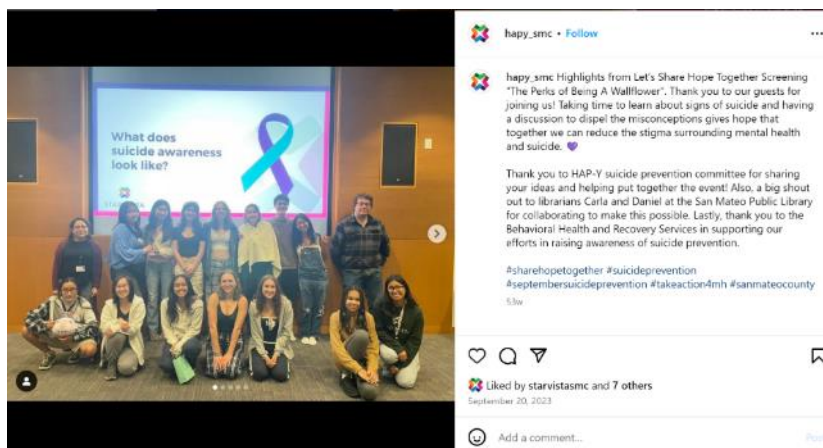 What does
suicide awareness
look like?
hapy_smc • Follow
hapy_smc Highlights from Let's Share Hope Together Screening
"The Perks of Being A Wallflower". Thank you to our guests for
joining us! Taking time to learn about signs of suicide and having
a discussion to dispel the misconceptions gives hope that
together we can reduce the stigma surrounding mental health
and suicide. 💜
Thank you to HAP-Y suicide prevention committee for sharing
your ideas and helping put together the event! Also, a big shout
out to librarians Carla and Daniel at the San Mateo Public Library
for collaborating to make this possible. Lastly, thank you to the
Behavioral Health and Recovery Services in supporting our
efforts in raising awareness of suicide prevention.
#sharehopetogether #suicideprevention
#septembersuicideprevention #takeaction4mh #sanmateocounty
53w
Liked by starvistasmc and 7 others
September 20, 2023
Add a comment...
Post